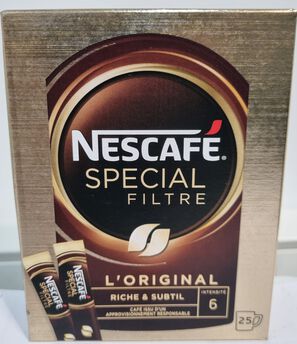 NESCAFÉ
SPECIAL
FILTRE
L'ORIGINAL
RICHE & SUBTIL
CAFÉ ISSU D'UN
APPROVISIONNEMENT RESPONSABLE
INTENSITÉ
6
25